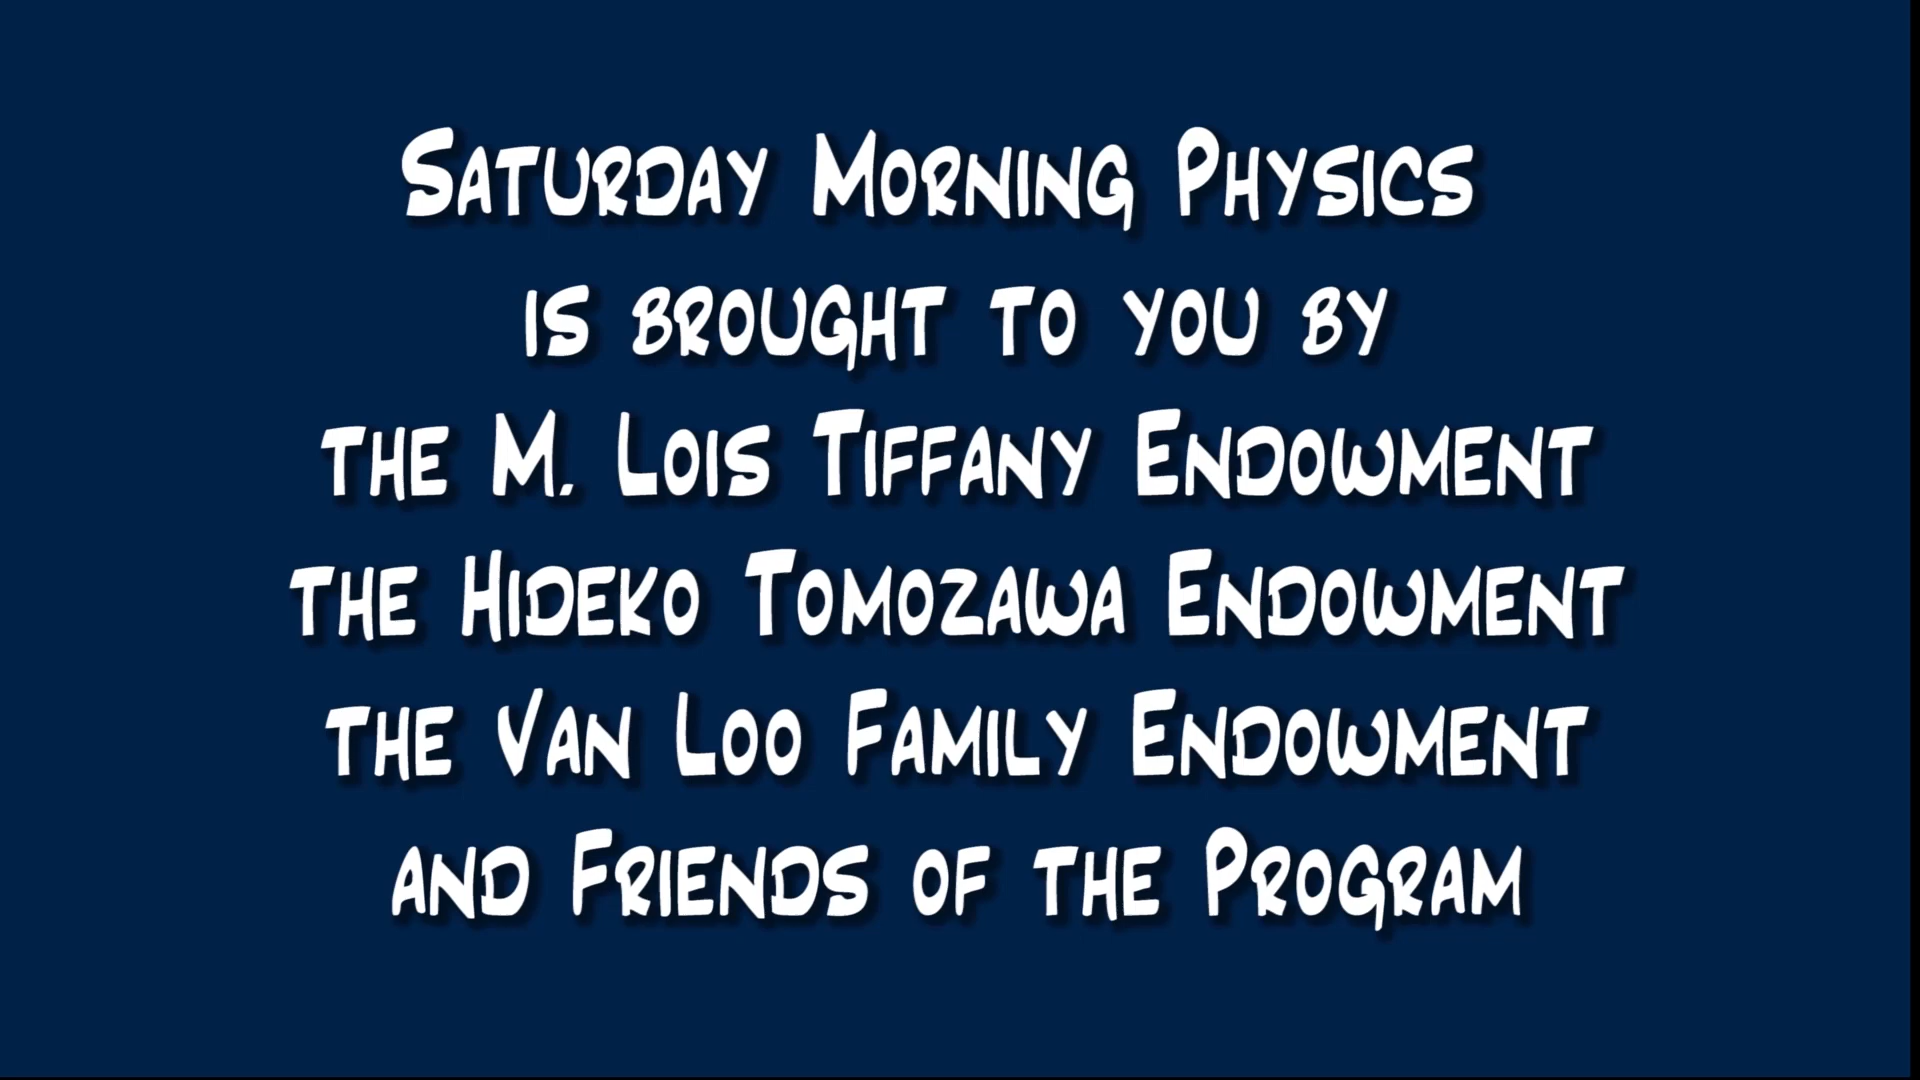 Saturday Morning Physics
is brought to you by
the M. Lois Tiffany Endowment
the Hideko Tomozawa Endowment
the Van Loo Family Endowment
and Friends of the Program